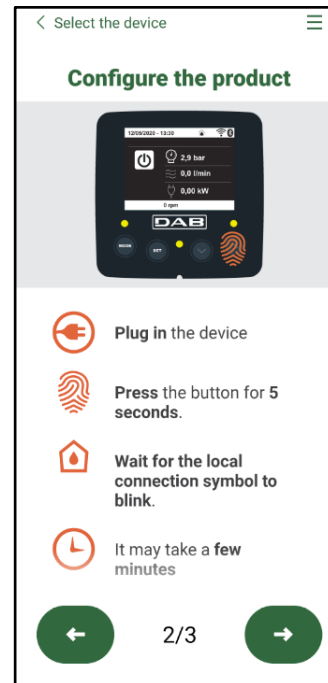 Select the device
Configure the product
12/05/2020 - 13:30
2,9 bar
0,0 l/min
0,00 kW
0 rpm
DAB
MODE
SET
Plug in the device
Press the button for 5
seconds.
Wait for the local
connection symbol to
blink.
It may take a few
minutes
2/3